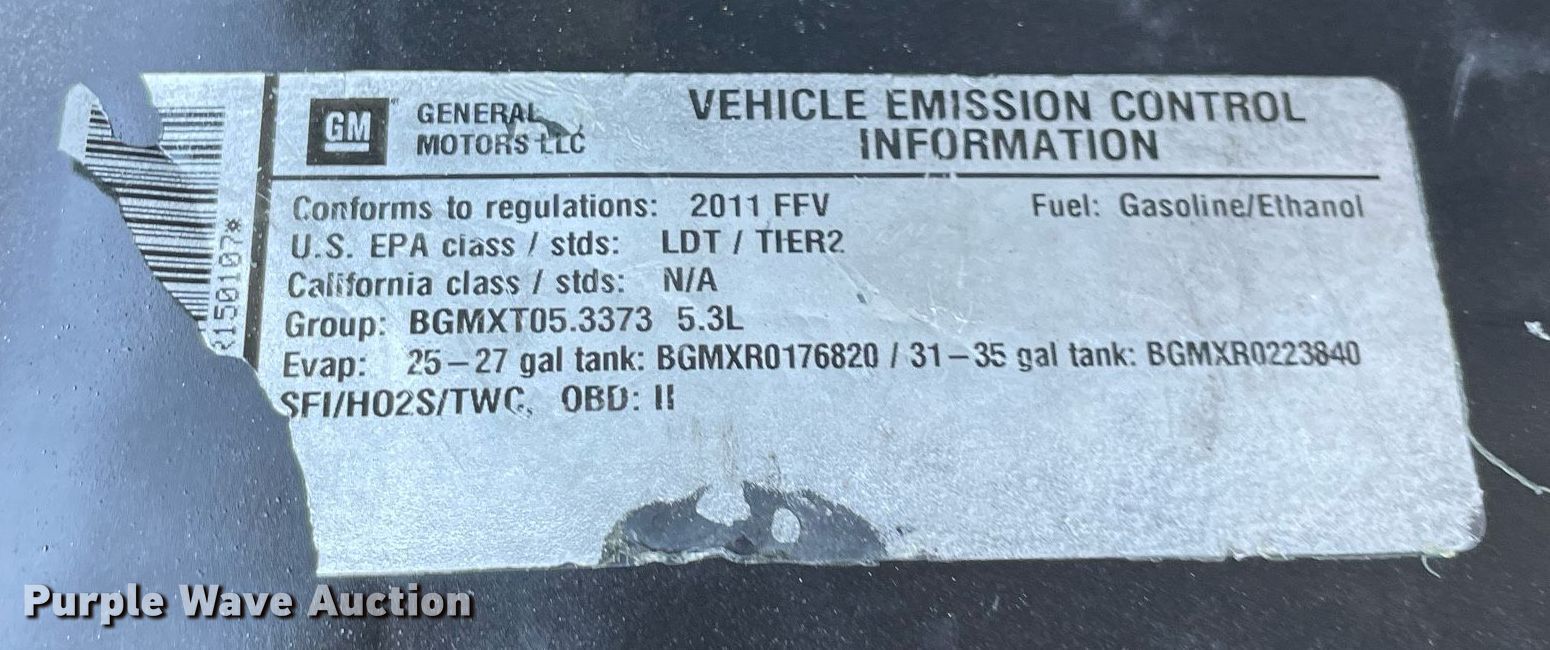 GM GENERAL MOTORS LLC
VEHICLE EMISSION CONTROL
INFORMATION
Conforms to regulations: 2011 FFV Fuel: Gasoline/Ethanol
U.S. EPA class / stds: LDT / TIER2
California class / stds: N/A
Group: BGMXT05.3373 5.3L
Evap: 25-27 gal tank: BGMXR0176820 / 31-35 gal tank: BGMXR0223840
SFI/HO2S/TWC, OBD: II
150107*
Purple Wave Auction